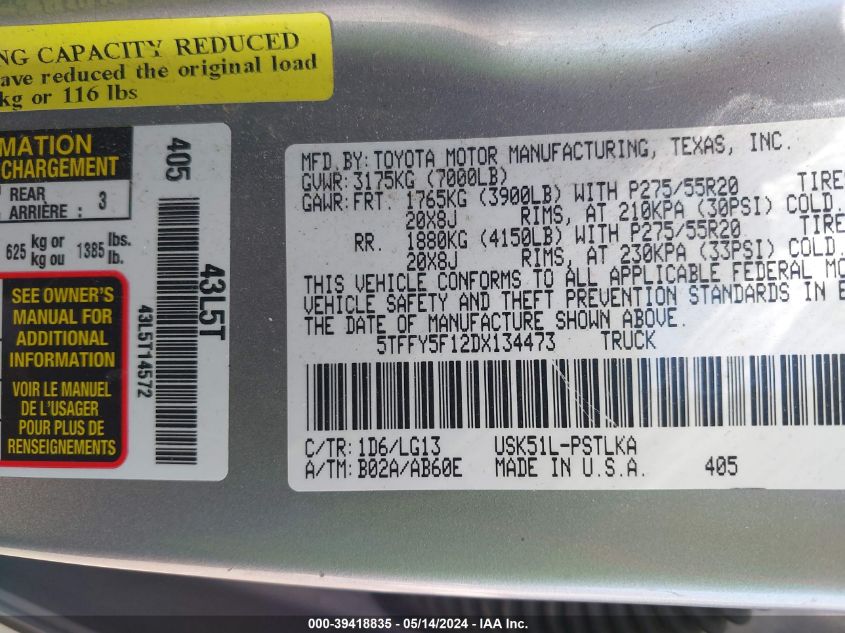 NG CAPACITY REDUCED
ave reduced the original load
kg or 116 lbs
MATION
CHARGEMENT
REAR
ARRIÈRE : 3
625 kg or
kg ou 1385 lbs.
lb.
SEE OWNER'S
MANUAL FOR
ADDITIONAL
INFORMATION
VOIR LE MANUEL
DE L'USAGER
POUR PLUS DE
RENSEIGNEMENTS
405
43L5T
43L5T14572
MFD.BY: TOYOTA MOTOR MANUFACTURING, TEXAS, INC.
GVWR: 3175KG (7000LB)
GAWR: FRT. 1765KG (3900LB) WITH P275/55R20 TIRE
20X8J RIMS, AT 210KPA (30PSI) COLD.
RR. 1880KG (4150LB) WITH P275/55R20 TIRE
20X8J RIMS, AT 230KPA (33PSI) COLD.
THIS VEHICLE CONFORMS TO ALL APPLICABLE FEDERAL MO
VEHICLE SAFETY AND THEFT PREVENTION STANDARDS IN E
THE DATE OF MANUFACTURE SHOWN ABOVE.
5TFFY5F12DX134473 TRUCK
C/TR: 1D6/LG13 USK51L-PSTLKA
A/TM: B02A/AB60E MADE IN U.S.A. 405
000-39418835 - 05/14/2024 - IAA Inc.